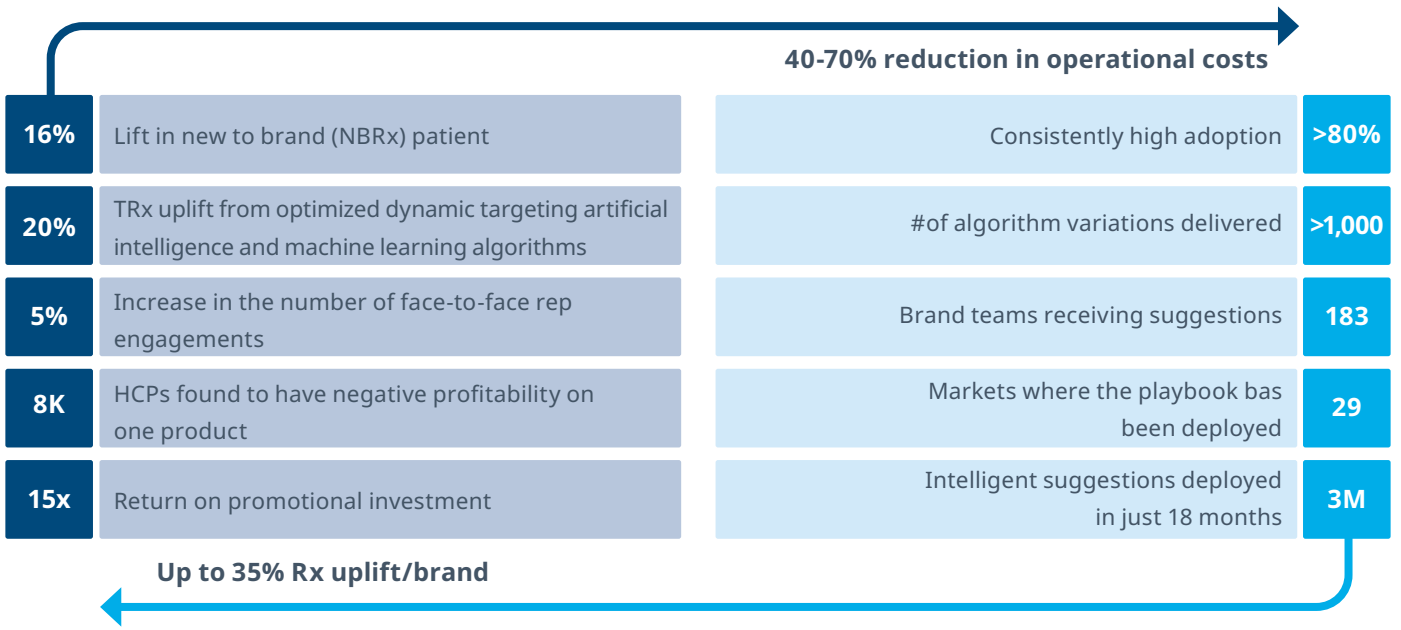 40-70% reduction in operational costs
16%
Lift in new to brand (NBRx) patient
20%
TRx uplift from optimized dynamic targeting artificial
intelligence and machine learning algorithms
5%
Increase in the number of face-to-face rep
engagements
8K
HCPs found to have negative profitability on
one product
15x
Return on promotional investment
Consistently high adoption
>80%
#of algorithm variations delivered
>1,000
Brand teams receiving suggestions
183
Markets where the playbook bas
been deployed
29
Intelligent suggestions deployed
in just 18 months
3M
Up to 35% Rx uplift/brand